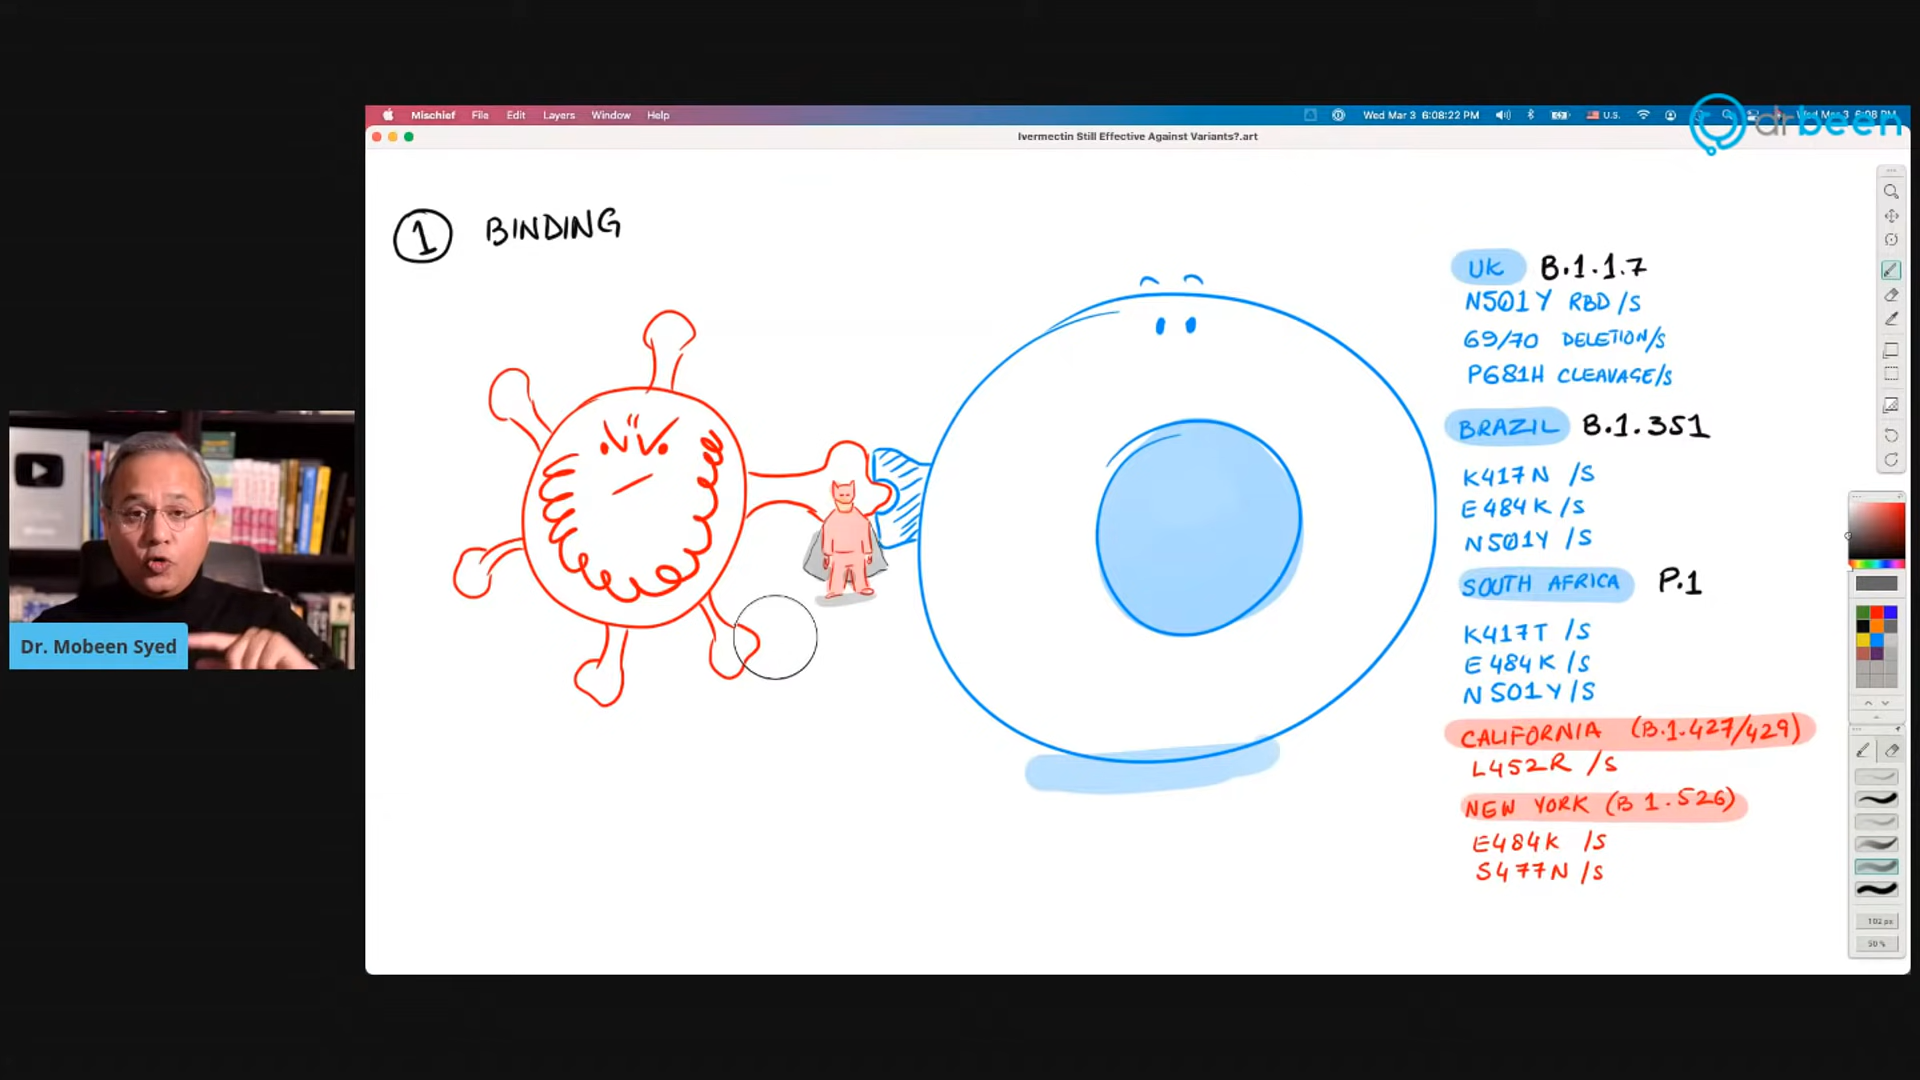 Mischief File Edit Layers Window Help
Wed Mar 3 6:08:22 PM
U.S.
drbeen
Ivermectin Still Effective Against Variants?.art
1 BINDING
UK B.1.1.7
N501Y RBD/S
69/70 DELETION/S
P681H CLEAVAGE/S
BRAZIL B.1.351
K417N /S
E484K /S
N501Y /S
SOUTH AFRICA P.1
K417T /S
E484K /S
N501Y/S
CALIFORNIA (B.1.427/429)
L452R /S
NEW YORK (B 1.526)
E484K /S
S477N /S
Dr. Mobeen Syed
102 px
50 %